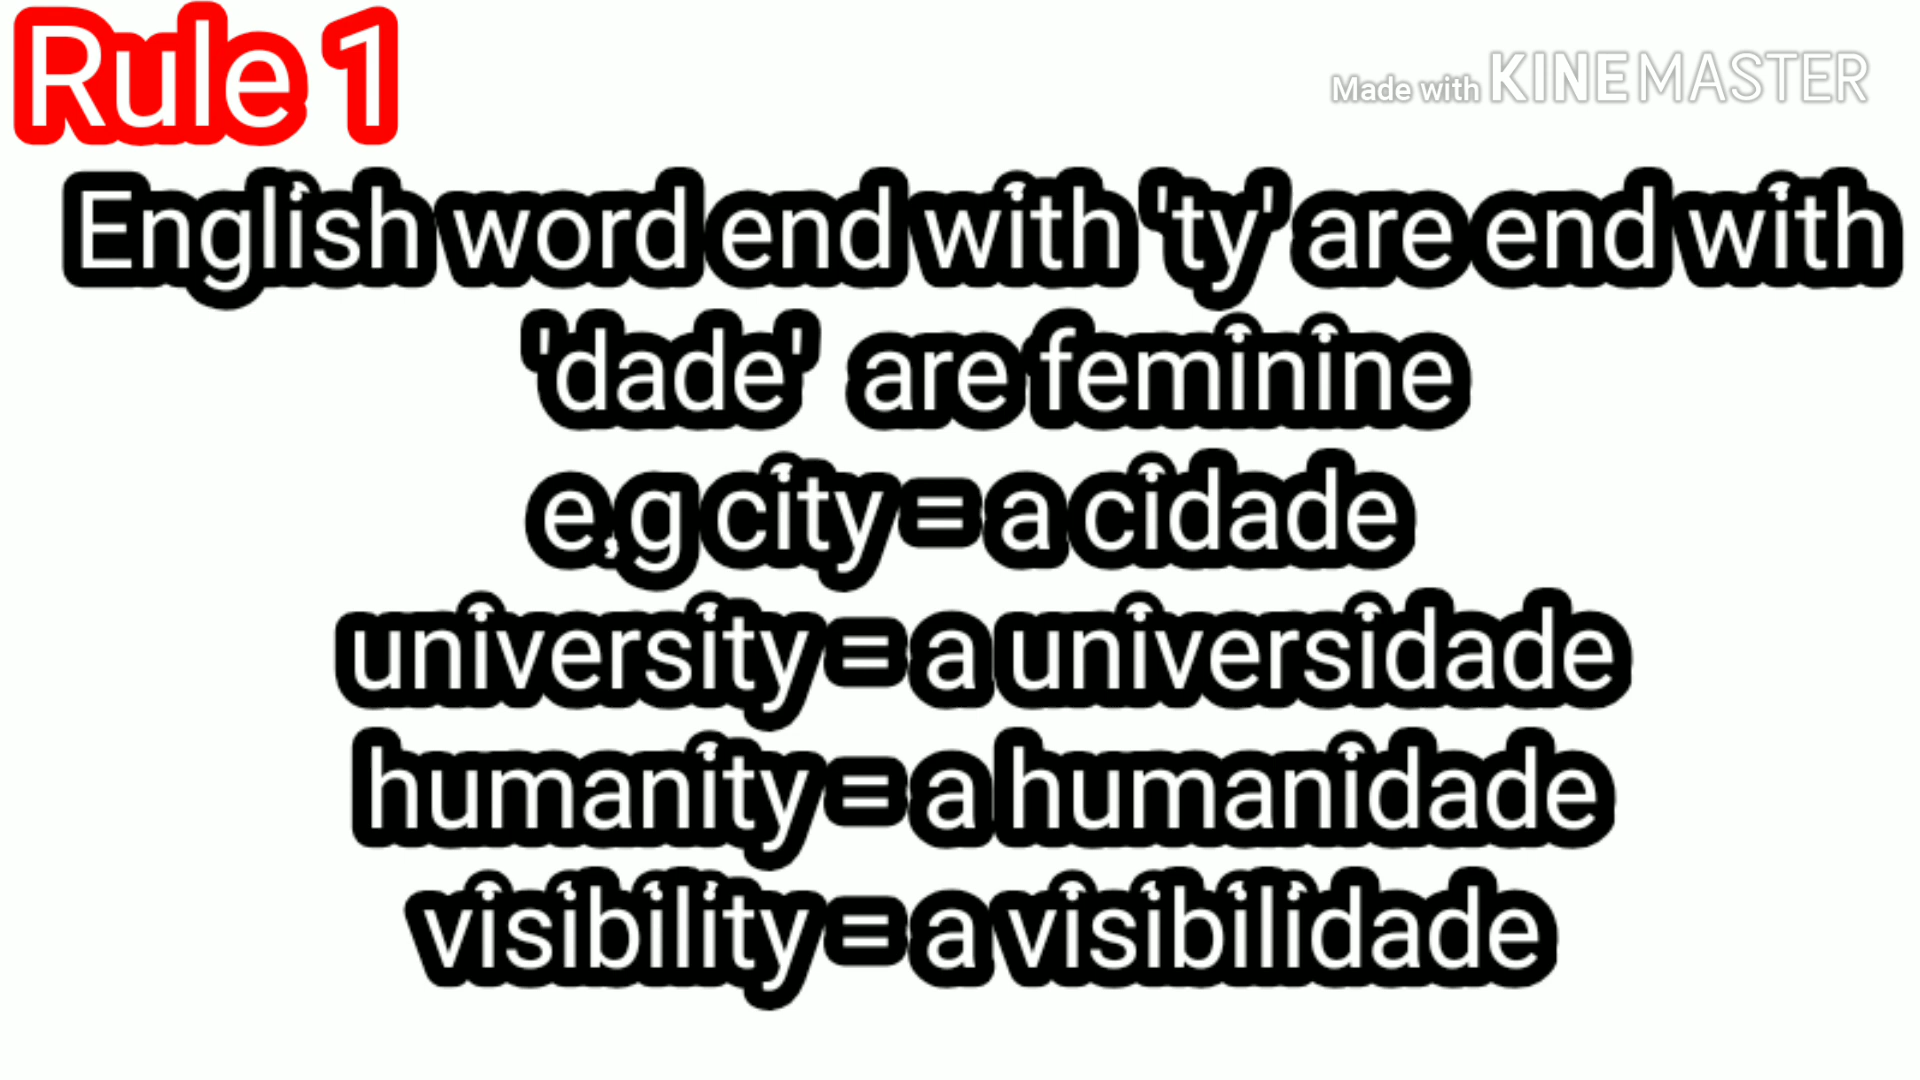 Rule 1
Made with KINEMASTER
English word end with 'ty' are end with
'dade' are feminine
e,g city = a cidade
university = a universidade
humanity = a humanidade
visibility = a visibilidade